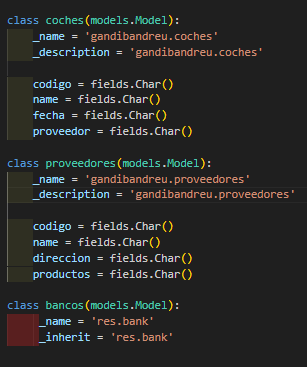 class coches(models.Model):
    _name = 'gandibandreu.coches'
    _description = 'gandibandreu.coches'
    codigo = fields.Char()
    name = fields.Char()
    fecha = fields.Char()
    proveedor = fields.Char()
class proveedores(models.Model):
    _name = 'gandibandreu.proveedores'
    _description = 'gandibandreu.proveedores'
    codigo = fields.Char()
    name = fields.Char()
    direccion = fields.Char()
    productos = fields.Char()
class bancos(models.Model):
     _name = 'res.bank'
     _inherit = 'res.bank'